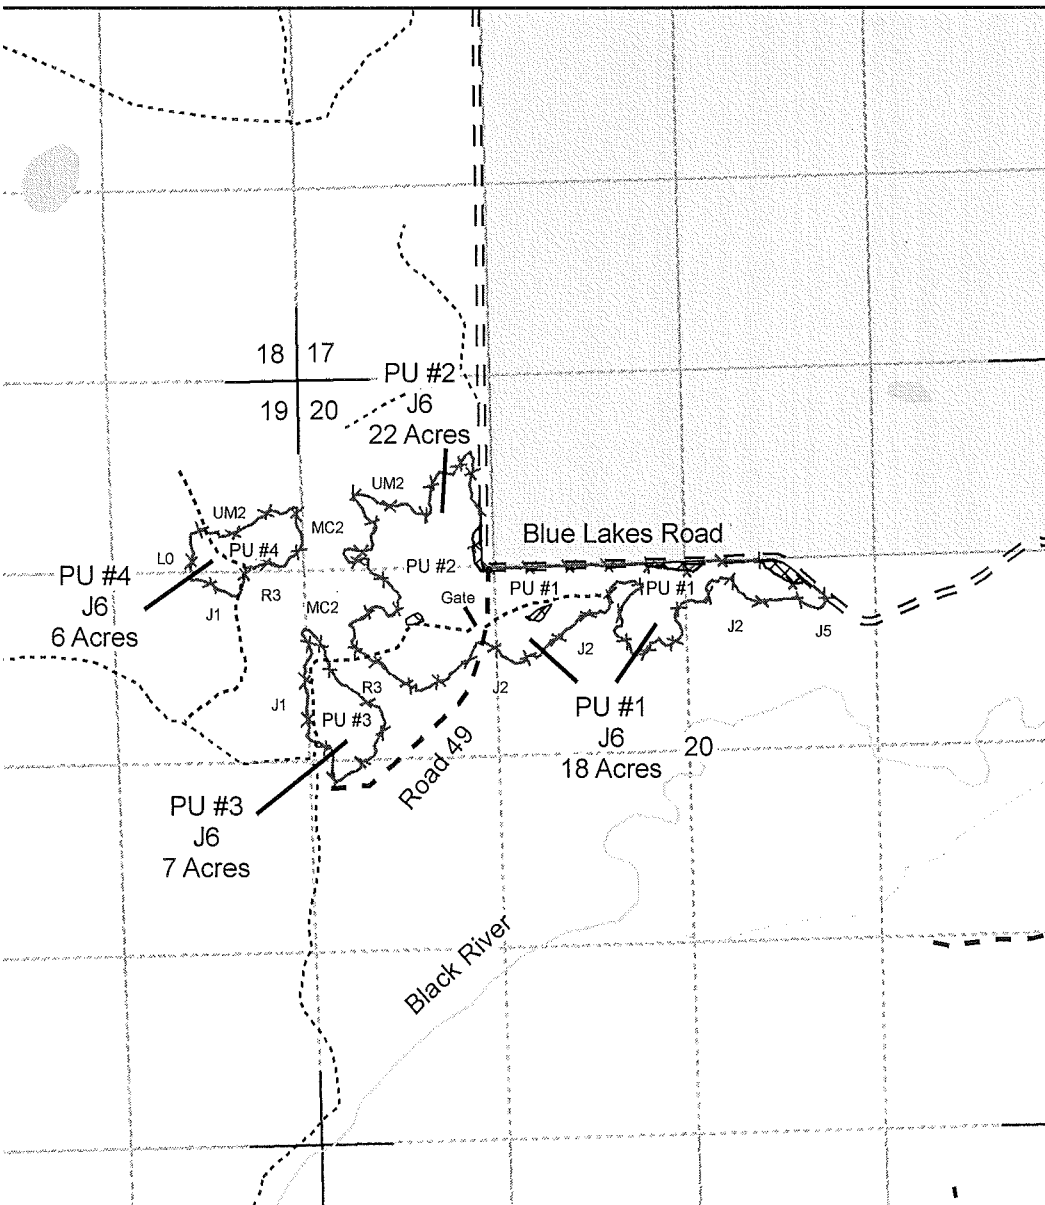 18 17
19 20
PU #2
J6
22 Acres
UM2
UM2
MC2
Blue Lakes Road
L0
PU #4
PU #2
PU #4
J6
6 Acres
J1
R3
MC2
Gate
PU #1
PU #1
J2
J2
J5
J1
R3
PU #3
J2
PU #1
J6
18 Acres
20
Road 49
PU #3
J6
7 Acres
Black River